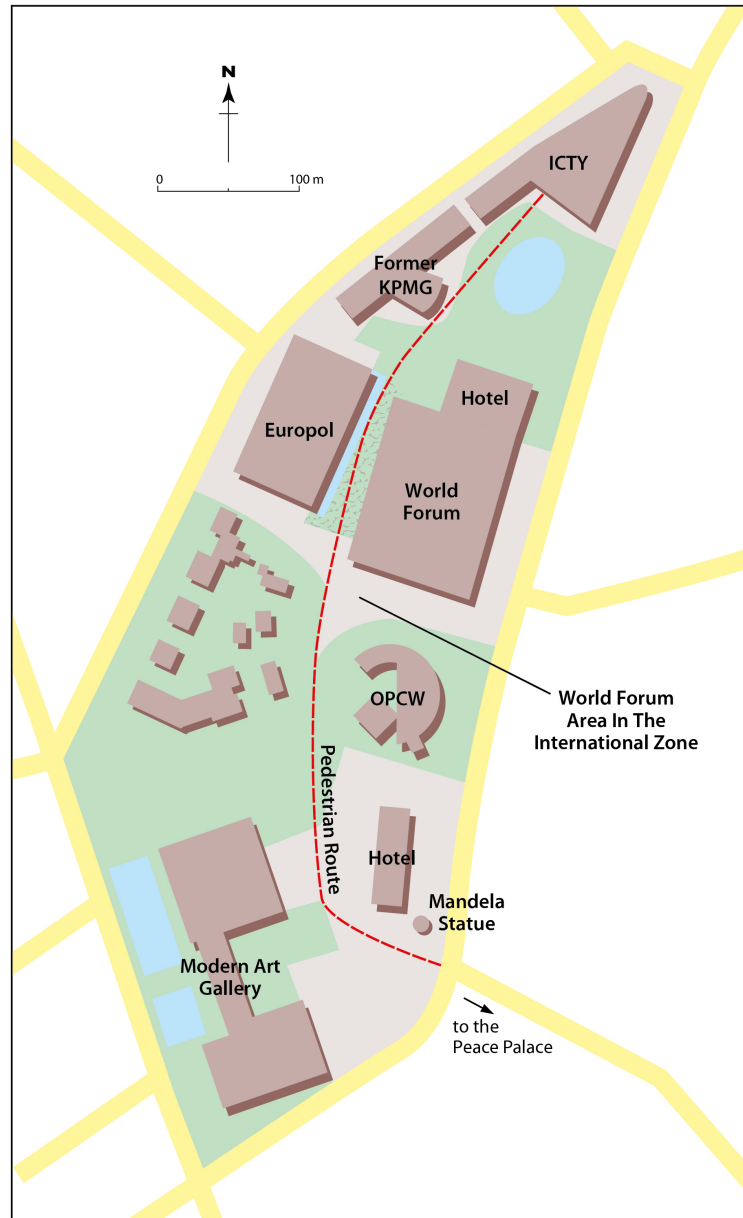 N
0
100 m
ICTY
Former
KPMG
Hotel
Europol
World
Forum
OPCW
World Forum
Area In The
International Zone
Pedestrian Route
Hotel
Mandela
Statue
Modern Art
Gallery
to the
Peace Palace